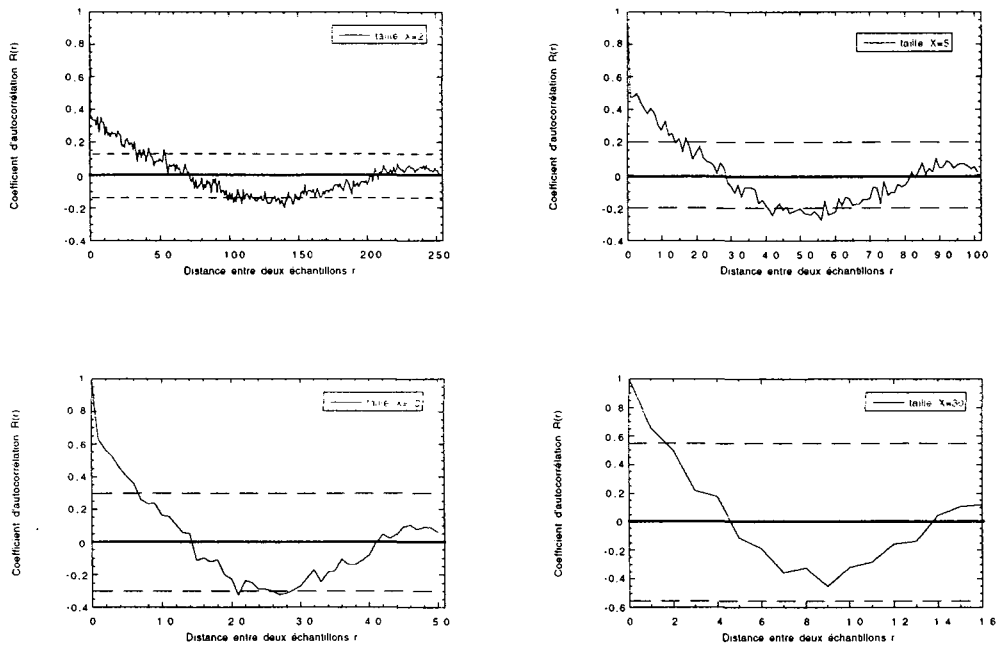 Coefficient d'autocorrélation R(r)
1
0.8
0.6
0.4
0.2
0
-0.2
-0.4
taille X=2
0 50 100 150 200 250
Distance entre deux échantillons r
Coefficient d'autocorrélation R(r)
1
0.8
0.6
0.4
0.2
0
-0.2
-0.4
taille X=5
0 10 20 30 40 50 60 70 80 90 100
Distance entre deux échantillons r
Coefficient d'autocorrélation R(r)
1
0.8
0.6
0.4
0.2
0
-0.2
-0.4
taille
0 10 20 30 40 50
Distance entre deux échantillons r
Coefficient d'autocorrélation R(r)
1
0.8
0.6
0.4
0.2
0
-0.2
-0.4
-0.6
taille X=30
0 2 4 6 8 10 12 14 16
Distance entre deux échantillons r